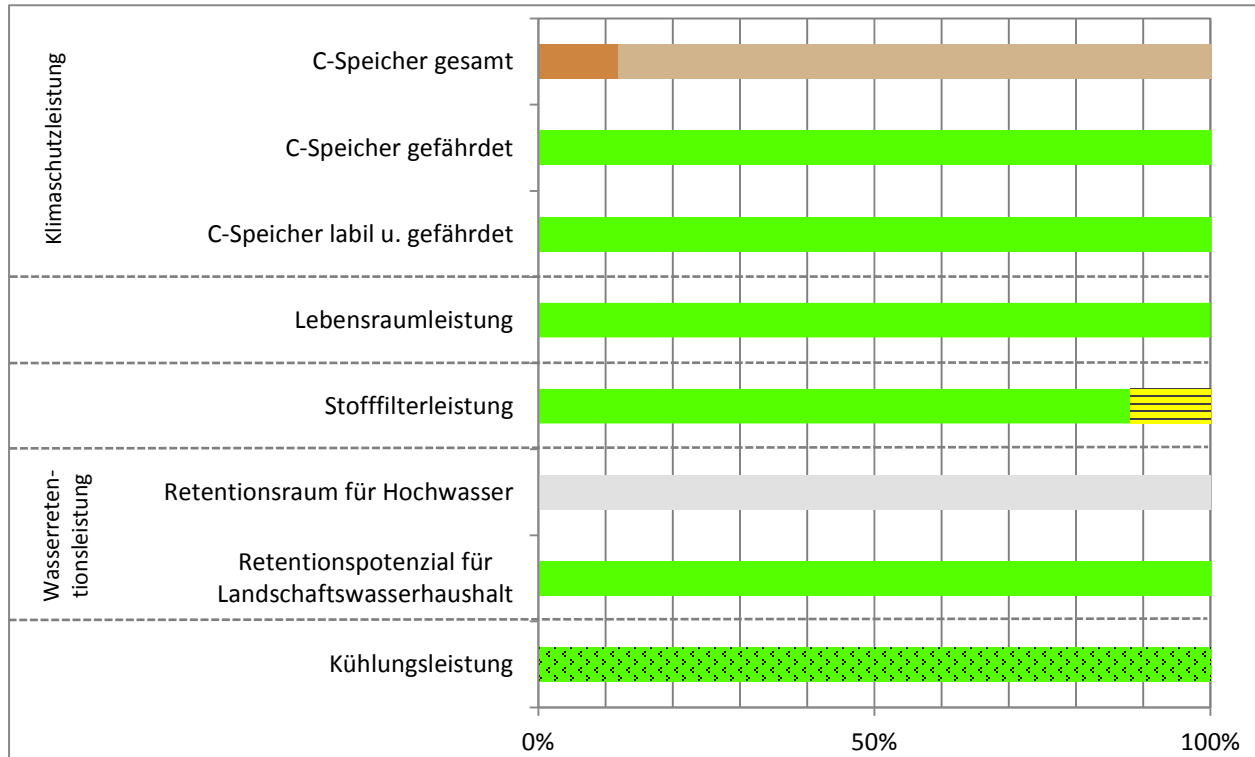 Klimaschutzleistung
C-Speicher gesamt
C-Speicher gefährdet
C-Speicher labil u. gefährdet
Lebensraumleistung
Stofffilterleistung
Wasserreten-
tionsleistung
Retentionsraum für Hochwasser
Retentionspotenzial für
Landschaftswasserhaushalt
Kühlungsleistung
0%
50%
100%